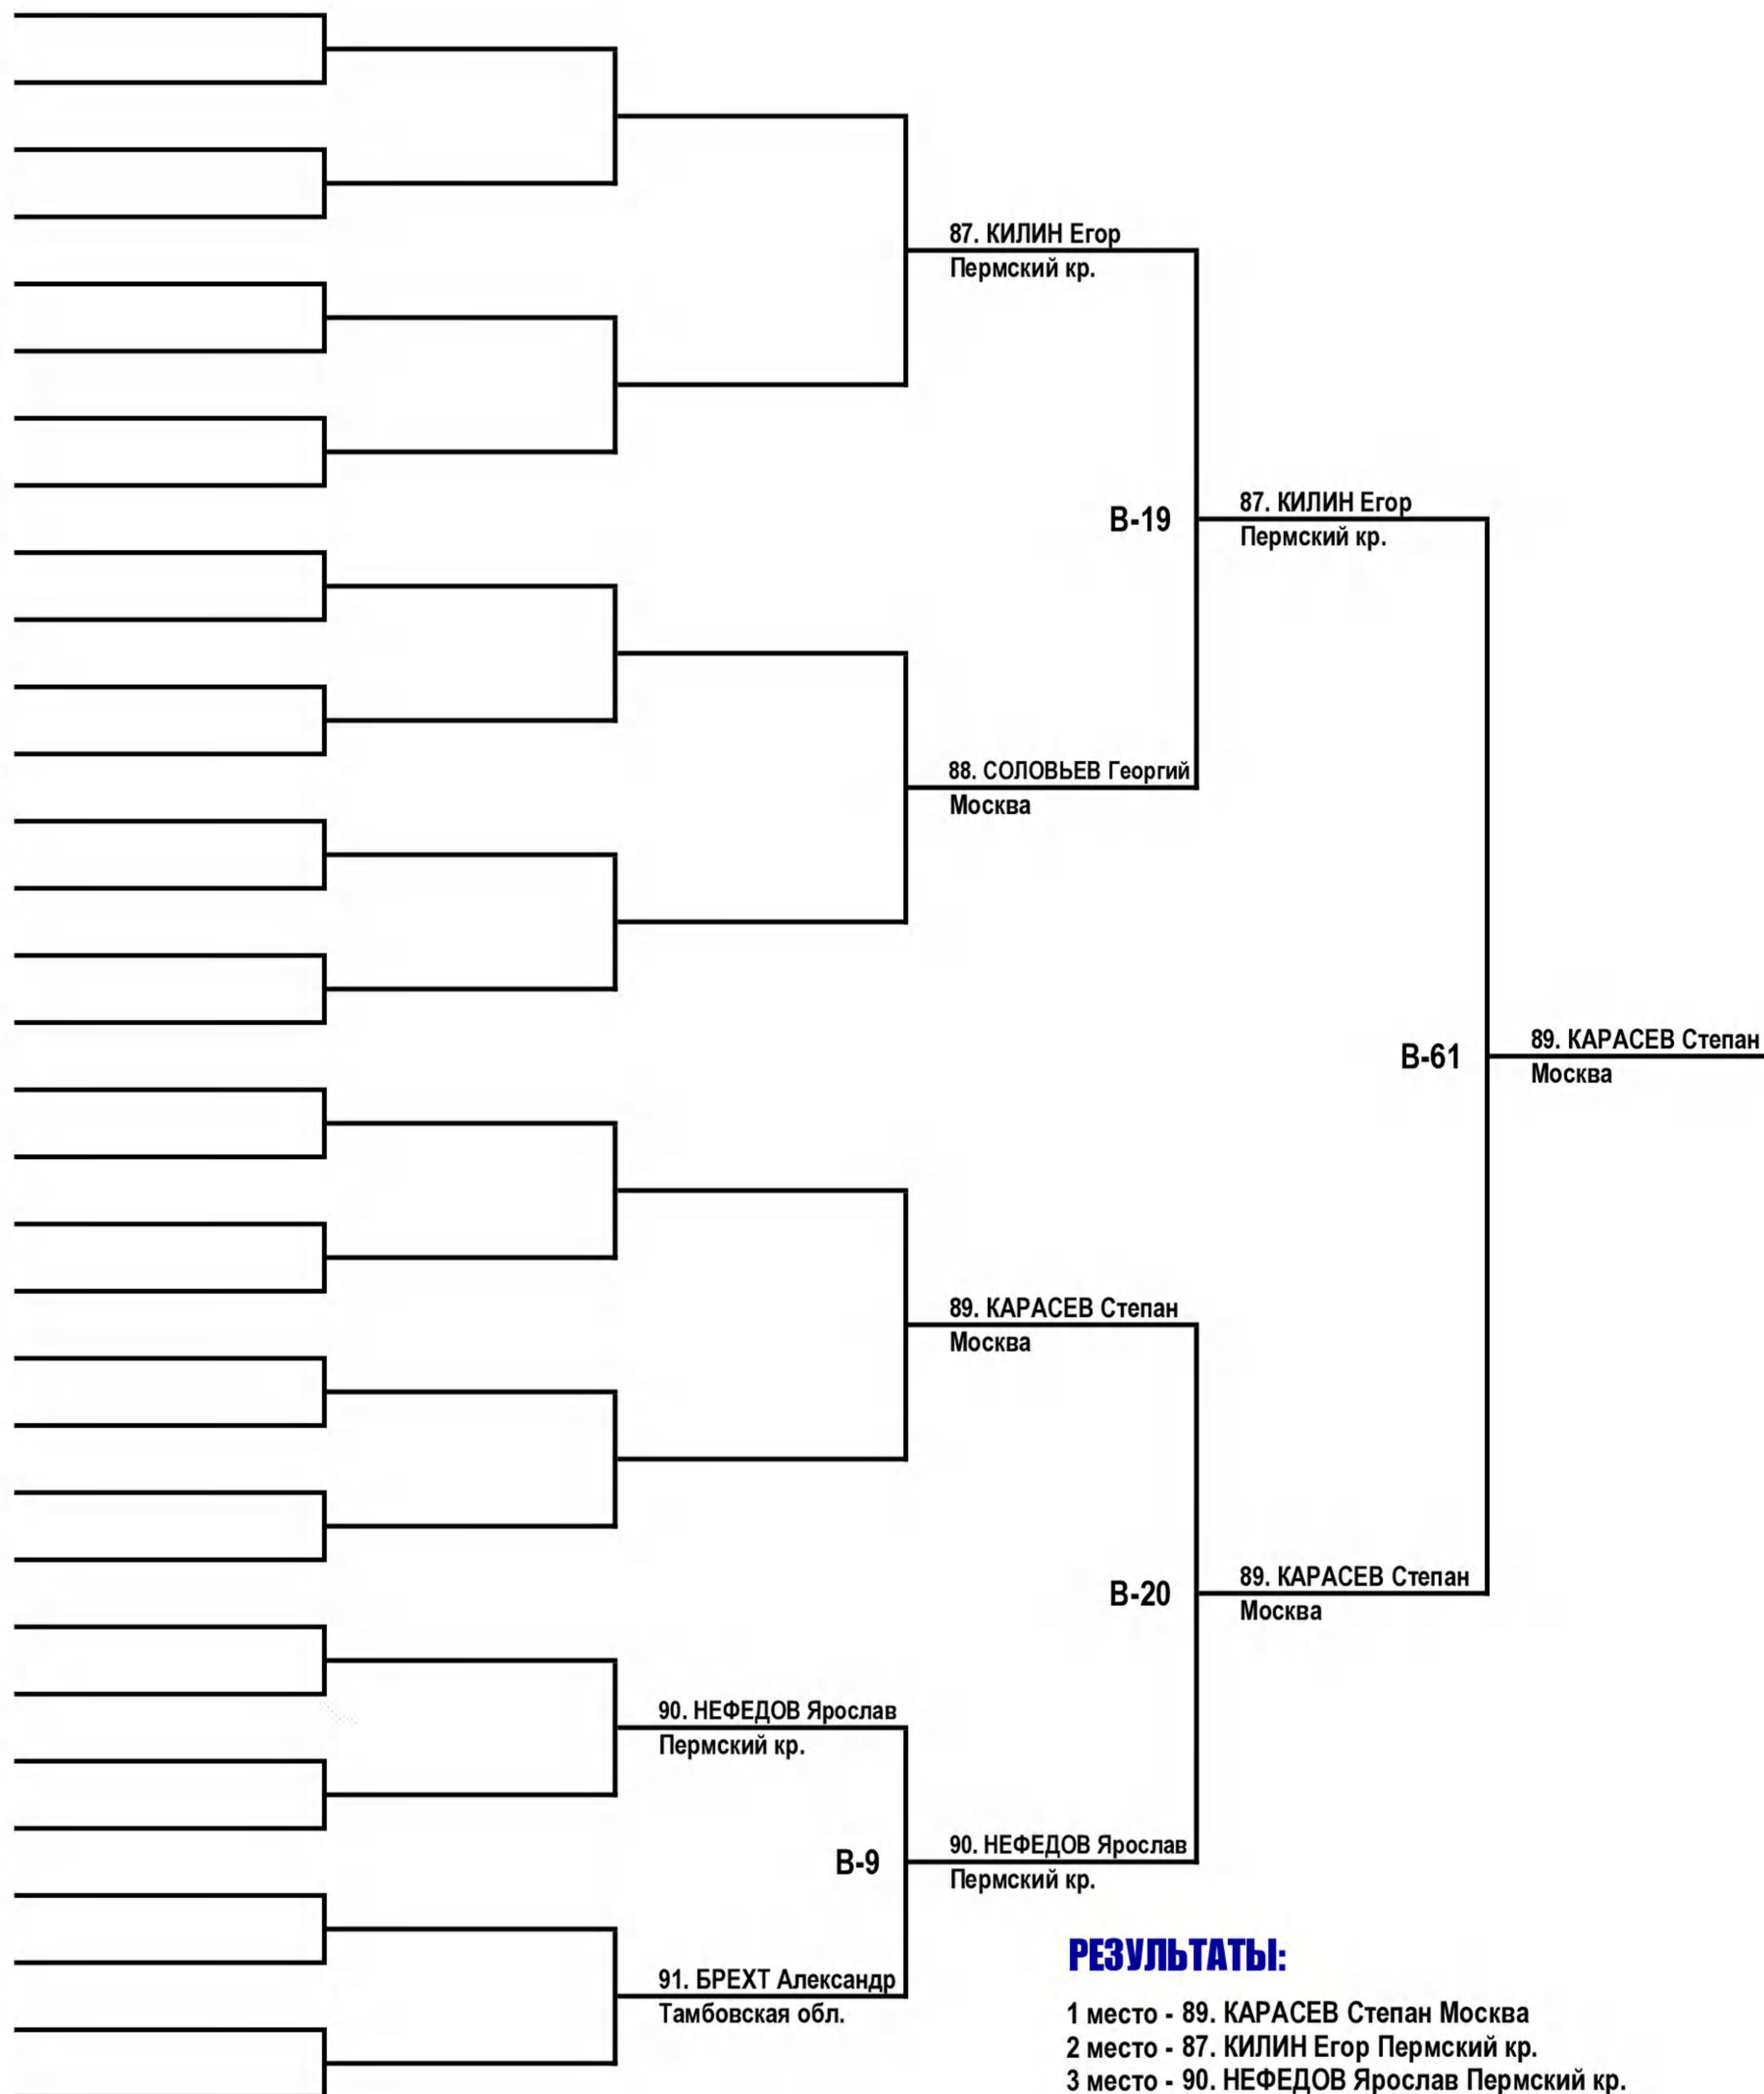 87. КИЛИН Егор
Пермский кр.
В-19
87. КИЛИН Егор
Пермский кр.
88. СОЛОВЬЕВ Георгий
Москва
В-61
89. КАРАСЕВ Степан
Москва
89. КАРАСЕВ Степан
Москва
В-20
89. КАРАСЕВ Степан
Москва
90. НЕФЕДОВ Ярослав
Пермский кр.
В-9
90. НЕФЕДОВ Ярослав
Пермский кр.
91. БРЕХТ Александр
Тамбовская обл.
РЕЗУЛЬТАТЫ:
1 место - 89. КАРАСЕВ Степан Москва
2 место - 87. КИЛИН Егор Пермский кр.
3 место - 90. НЕФЕДОВ Ярослав Пермский кр.